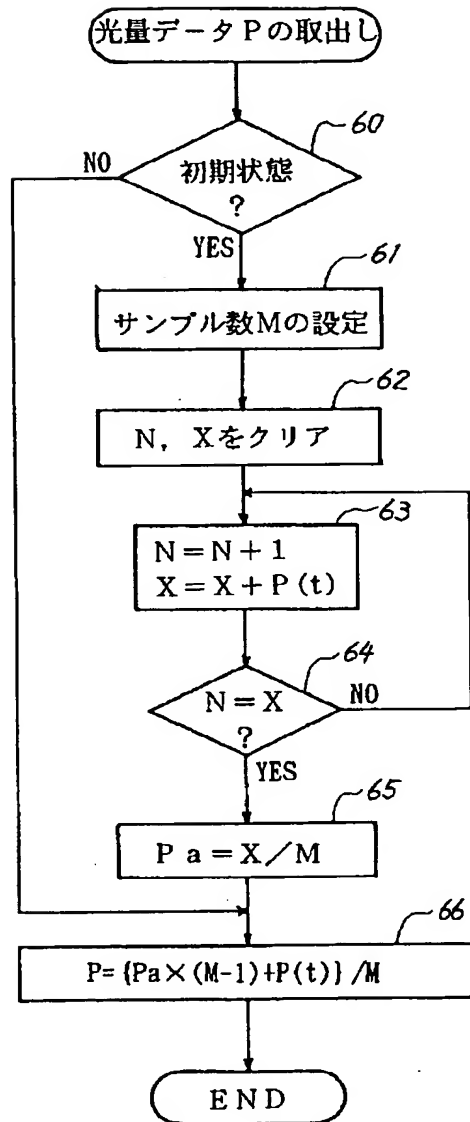 光量データPの取出し
60
初期状態
?
NO
YES
61
サンプル数Mの設定
62
N, Xをクリア
63
N=N+1
X=X+P(t)
64
N=X
?
NO
YES
65
Pa=X/M
66
P={Pa×(M-1)+P(t)}/M
END